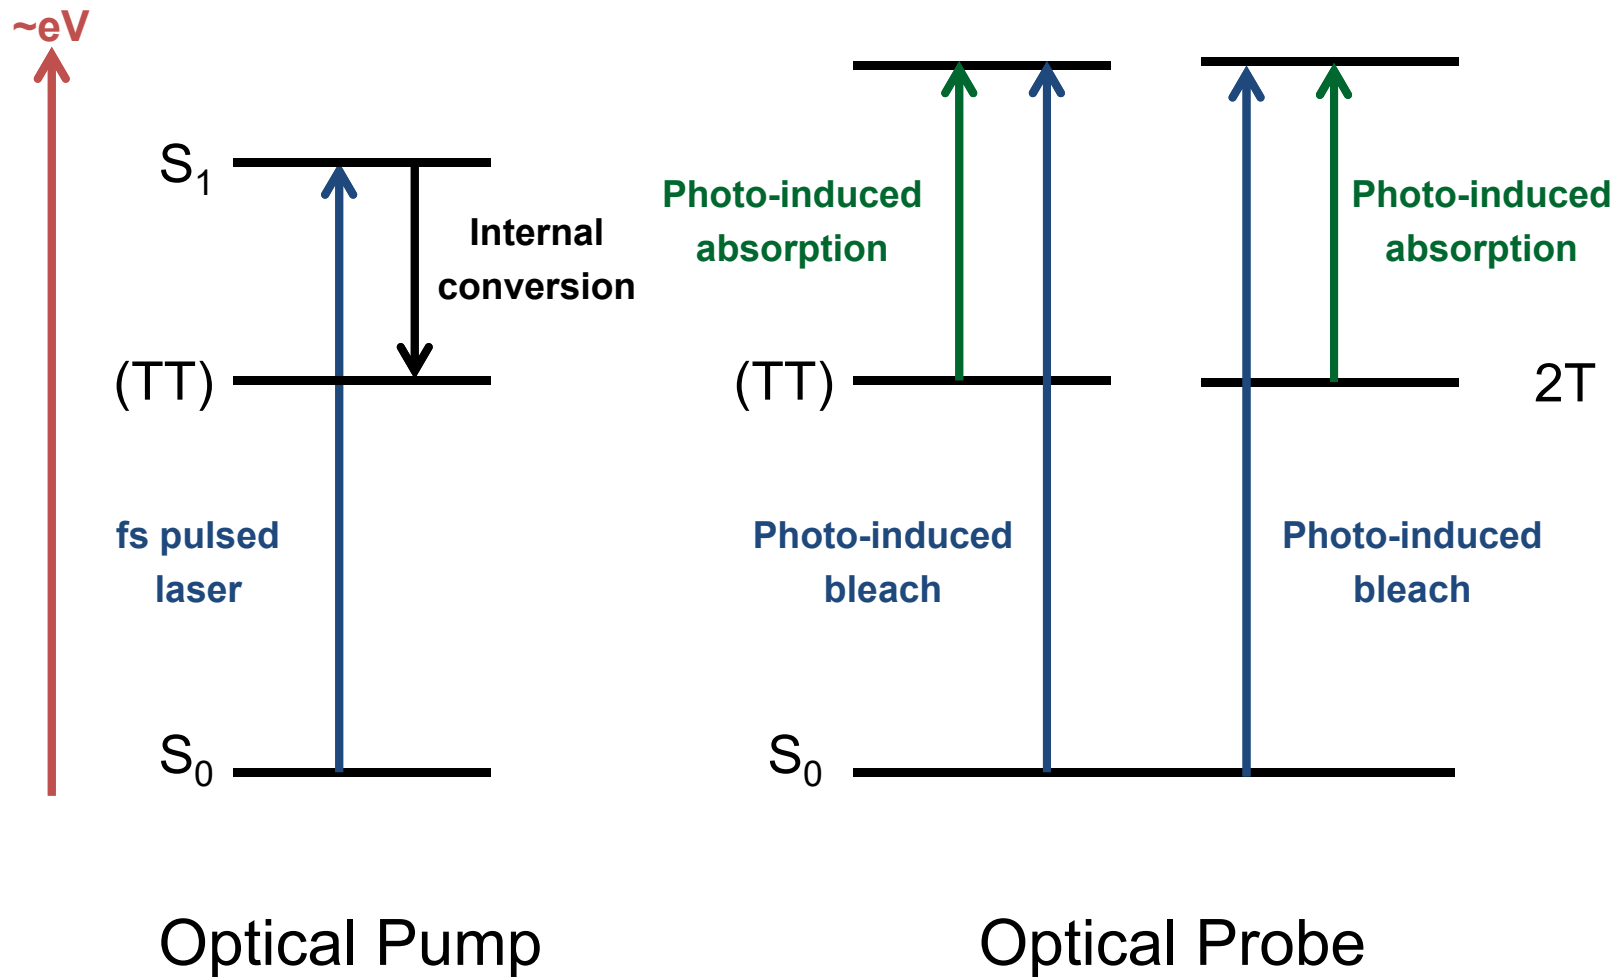 ~eV
S₁
Internal
conversion
(TT)
fs pulsed
laser
S₀
Optical Pump
Photo-induced
absorption
Photo-induced
absorption
(TT)
2T
Photo-induced
bleach
Photo-induced
bleach
S₀
Optical Probe